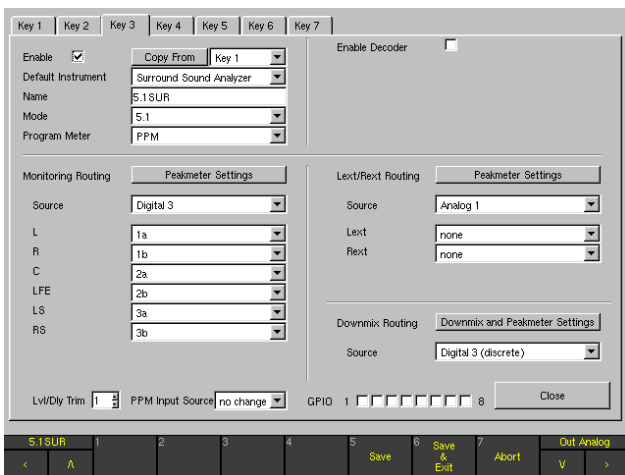 Key 1 Key 2 Key 3 Key 4 Key 5 Key 6 Key 7
Enable Copy From Key 1 Enable Decoder
Default Instrument Surround Sound Analyzer
Name 5.1SUR
Mode 5.1
Program Meter PPM
Monitoring Routing Peakmeter Settings Lext/Rext Routing Peakmeter Settings
Source Digital 3 Source Analog 1
L 1a Lext none
R 1b Rext none
C 2a
LFE 2b
LS 3a Downmix Routing Downmix and Peakmeter Settings
RS 3b
Source Digital 3 (discrete)
Lvl/Dly Trim 1 PPM Input Source no change GPIO 1 8 Close
5.1SUR 1 2 3 4 5 Save 6 Save & Exit 7 Abort Out Analog
< Λ V >